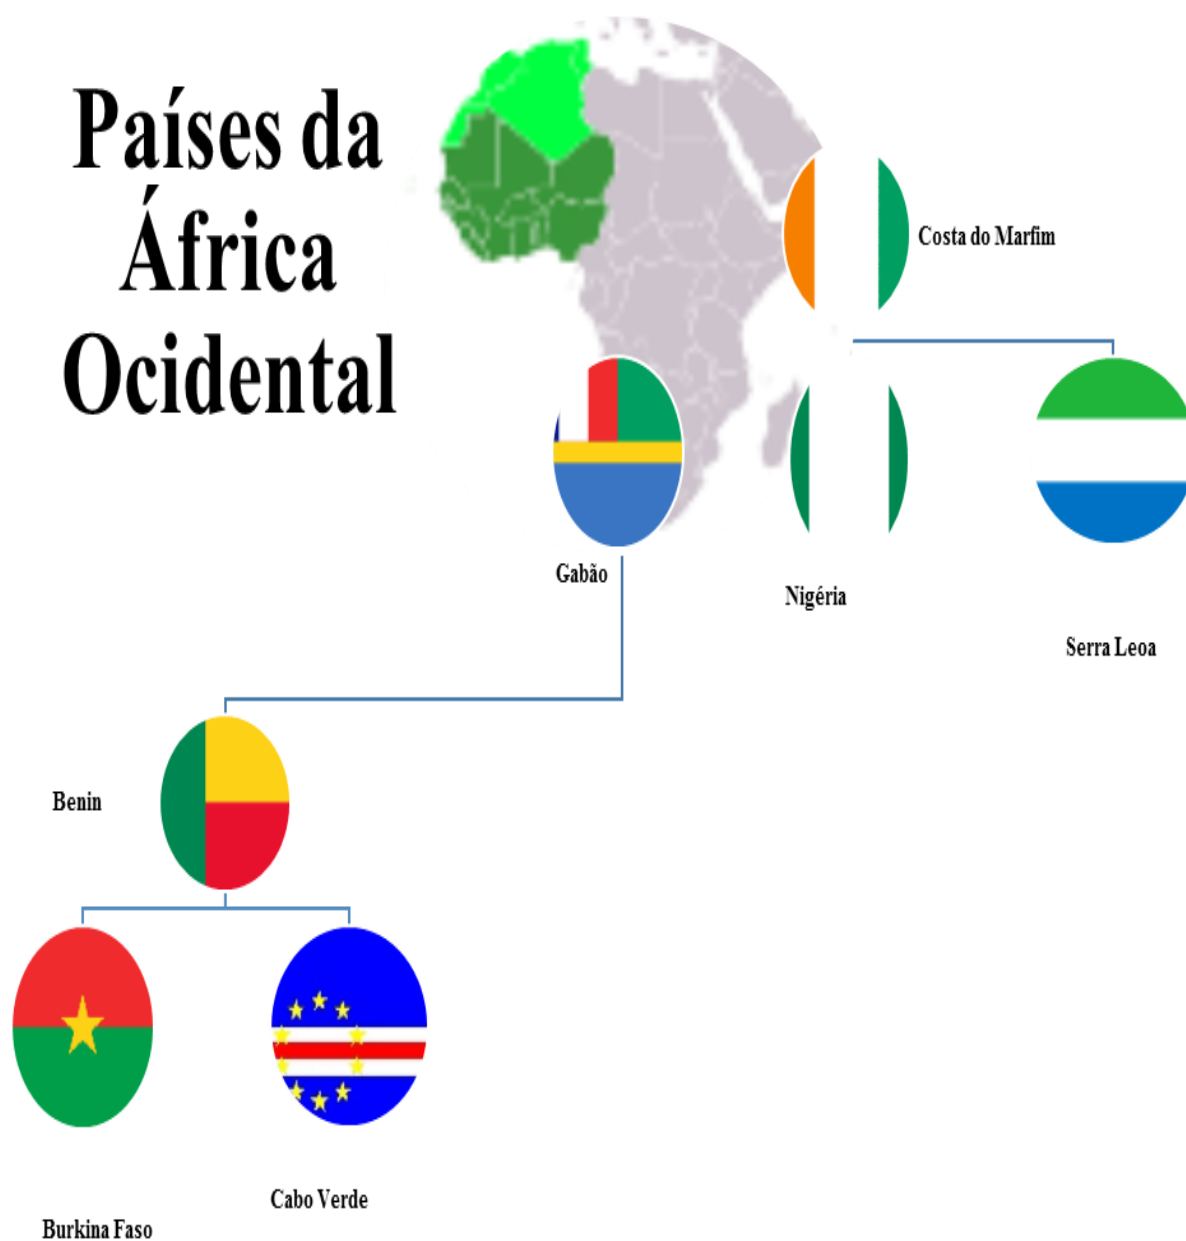 Países da
África
Ocidental
Costa do Marfim
Gabão
Nigéria
Serra Leoa
Benin
Cabo Verde
Burkina Faso